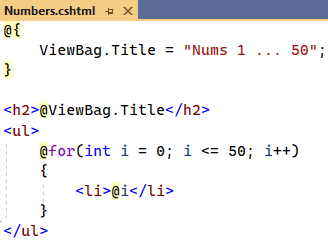 Numbers.cshtml
@{
    ViewBag.Title = "Nums 1 ... 50";
}

<h2>@ViewBag.Title</h2>
<ul>
    @for(int i = 0; i <= 50; i++)
    {
        <li>@i</li>
    }
</ul>